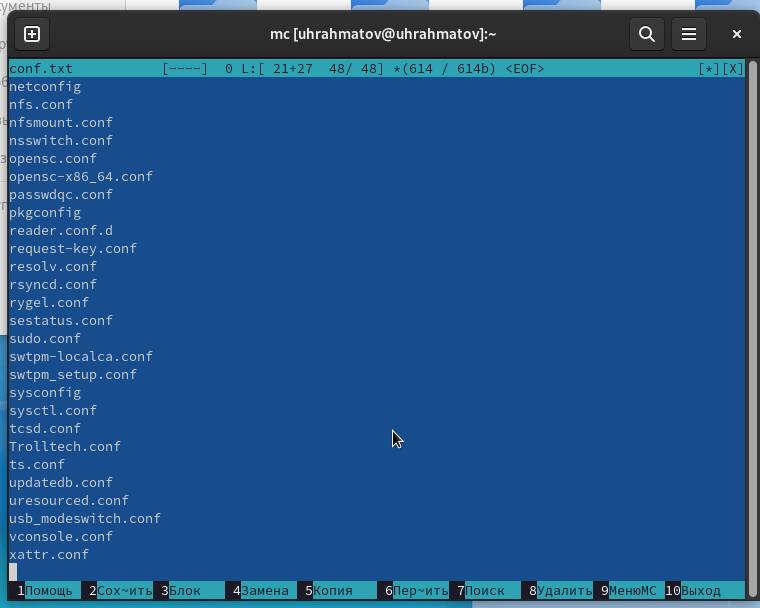 кументы
mc [uhrahmatov@uhrahmatov]:~
conf.txt [----] 0 L:[ 21+27 48/ 48] *(614 / 614b) <EOF> [*][X]
netconfig
nfs.conf
nfsmount.conf
nsswitch.conf
opensc.conf
opensc-x86_64.conf
passwdqc.conf
pkgconfig
reader.conf.d
request-key.conf
resolv.conf
rsyncd.conf
rygel.conf
sestatus.conf
sudo.conf
swtpm-localca.conf
swtpm_setup.conf
sysconfig
sysctl.conf
tcsd.conf
Trolltech.conf
ts.conf
updatedb.conf
uresourced.conf
usb_modeswitch.conf
vconsole.conf
xattr.conf
1Помощь 2Сох~ить 3Блок 4Замена 5Копия 6Пер~ить 7Поиск 8Удалить 9МенюMC 10Выход